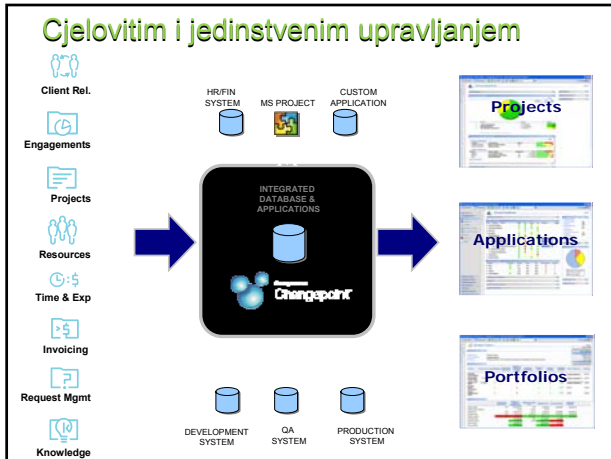 Cjelovitim i jedinstvenim upravljanjem
Client Rel.
Engagements
Projects
Resources
Time & Exp
Invoicing
Request Mgmt
Knowledge
HR/FIN
SYSTEM
MS PROJECT
CUSTOM
APPLICATION
INTEGRATED
DATABASE &
APPLICATIONS
Changepoint
DEVELOPMENT
SYSTEM
QA
SYSTEM
PRODUCTION
SYSTEM
Projects
Applications
Portfolios